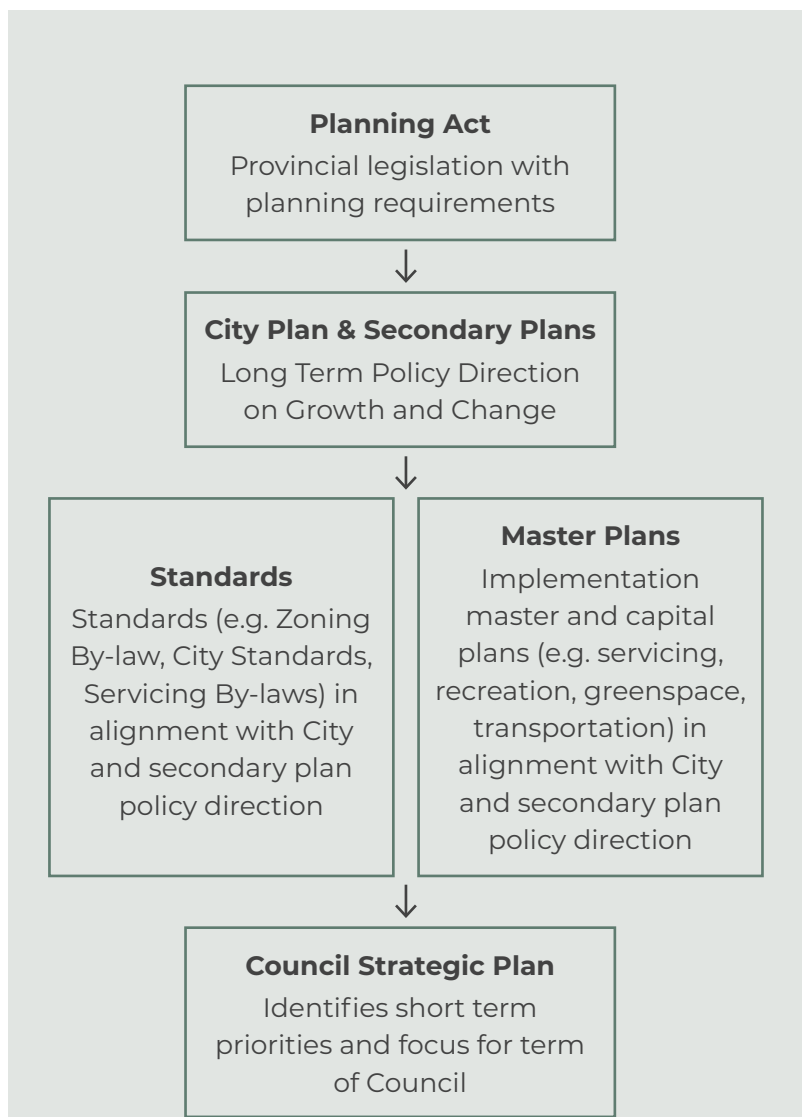 Planning Act
Provincial legislation with
planning requirements
City Plan & Secondary Plans
Long Term Policy Direction
on Growth and Change
Standards
Standards (e.g. Zoning
By-law, City Standards,
Servicing By-laws) in
alignment with City
and secondary plan
policy direction
Master Plans
Implementation
master and capital
plans (e.g. servicing,
recreation, greenspace,
transportation) in
alignment with City
and secondary plan
policy direction
Council Strategic Plan
Identifies short term
priorities and focus for term
of Council